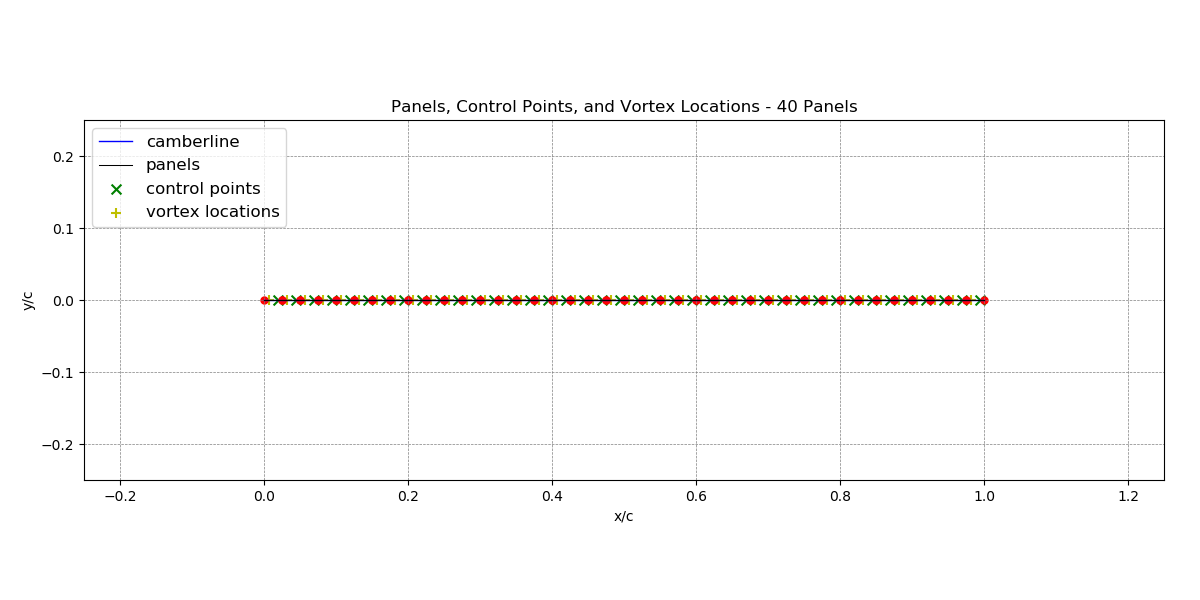 Panels, Control Points, and Vortex Locations - 40 Panels
camberline
panels
control points
vortex locations
0.2
0.1
0.0
−0.1
−0.2
y/c
−0.2 0.0 0.2 0.4 0.6 0.8 1.0 1.2
x/c